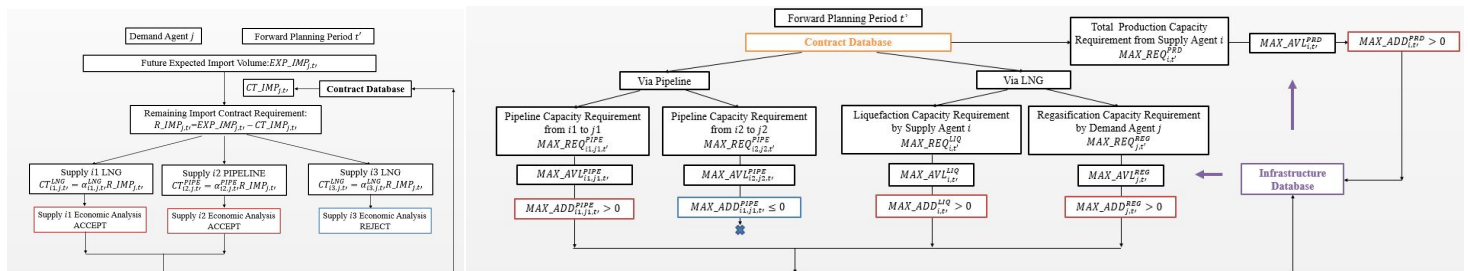 Demand Agent j
Forward Planning Period t'
Future Expected Import Volume:EXP_IMP_{j,t'}
CT_IMP_{j,t'}
Contract Database
Remaining Import Contract Requirement:
R_IMP_{j,t'}=EXP_IMP_{j,t'} − CT_IMP_{j,t'}
Supply i1 LNG
CT^{LNG}_{i1,j,t'} = α^{LNG}_{i1,j,t'}R_IMP_{j,t'}
Supply i2 PIPELINE
CT^{PIPE}_{i2,j,t'} = α^{PIPE}_{i2,j,t'}R_IMP_{j,t'}
Supply i3 LNG
CT^{LNG}_{i3,j,t'} = α^{LNG}_{i3,j,t'}R_IMP_{j,t'}
Supply i1 Economic Analysis
ACCEPT
Supply i2 Economic Analysis
ACCEPT
Supply i3 Economic Analysis
REJECT
Forward Planning Period t'
Contract Database
Total Production Capacity
Requirement from Supply Agent i
MAX_REQ^{PRD}_{i,t'}
MAX_AVL^{PRD}_{i,t'}
MAX_ADD^{PRD}_{i,t'} > 0
Via Pipeline
Via LNG
Pipeline Capacity Requirement
from i1 to j1
MAX_REQ^{PIPE}_{i1,j1,t'}
Pipeline Capacity Requirement
from i2 to j2
MAX_REQ^{PIPE}_{i2,j2,t'}
Liquefaction Capacity Requirement
by Supply Agent i
MAX_REQ^{LIQ}_{i,t'}
Regasification Capacity Requirement
by Demand Agent j
MAX_REQ^{REG}_{j,t'}
MAX_AVL^{PIPE}_{i1,j1,t'}
MAX_AVL^{PIPE}_{i2,j2,t'}
MAX_AVL^{LIQ}_{i,t'}
MAX_AVL^{REG}_{j,t'}
Infrastructure
Database
MAX_ADD^{PIPE}_{i1,j1,t'} > 0
MAX_ADD^{PIPE}_{i1,j1,t'} ≤ 0
MAX_ADD^{LIQ}_{i,t'} > 0
MAX_ADD^{REG}_{j,t'} > 0